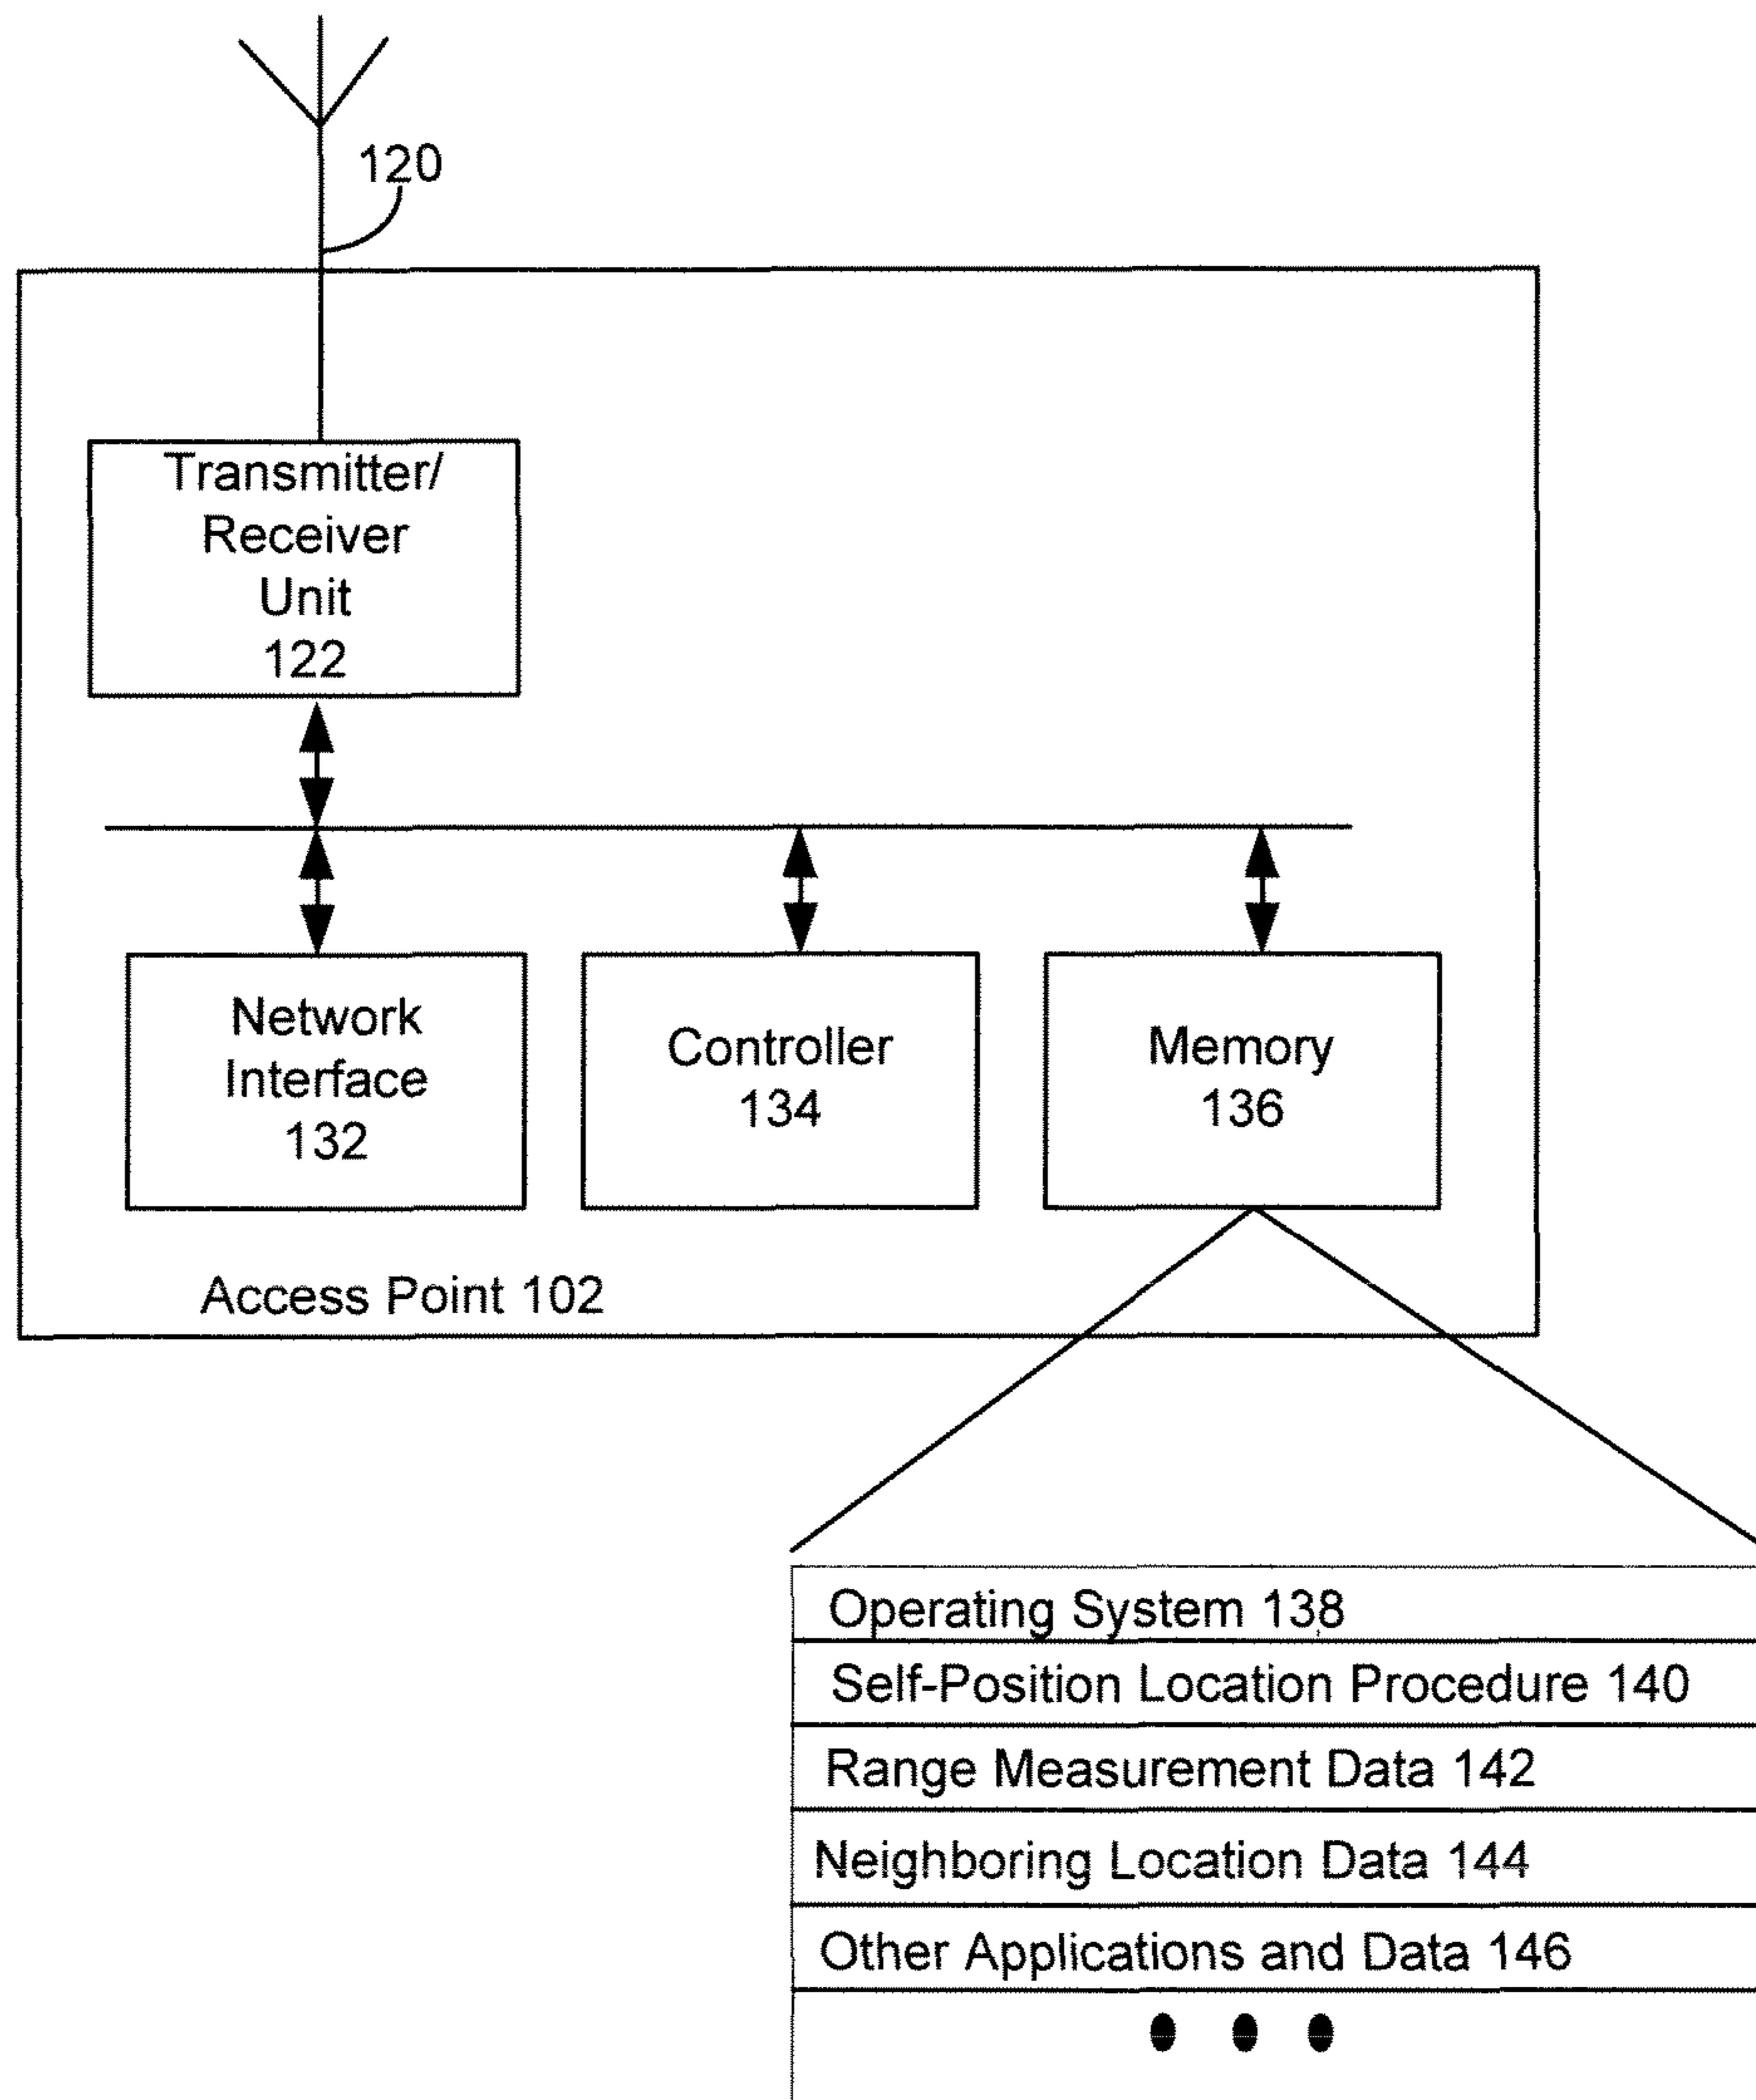 120
Transmitter/
Receiver
Unit
122
Network
Interface
132
Controller
134
Memory
136
Access Point 102
Operating System 138
Self-Position Location Procedure 140
Range Measurement Data 142
Neighboring Location Data 144
Other Applications and Data 146